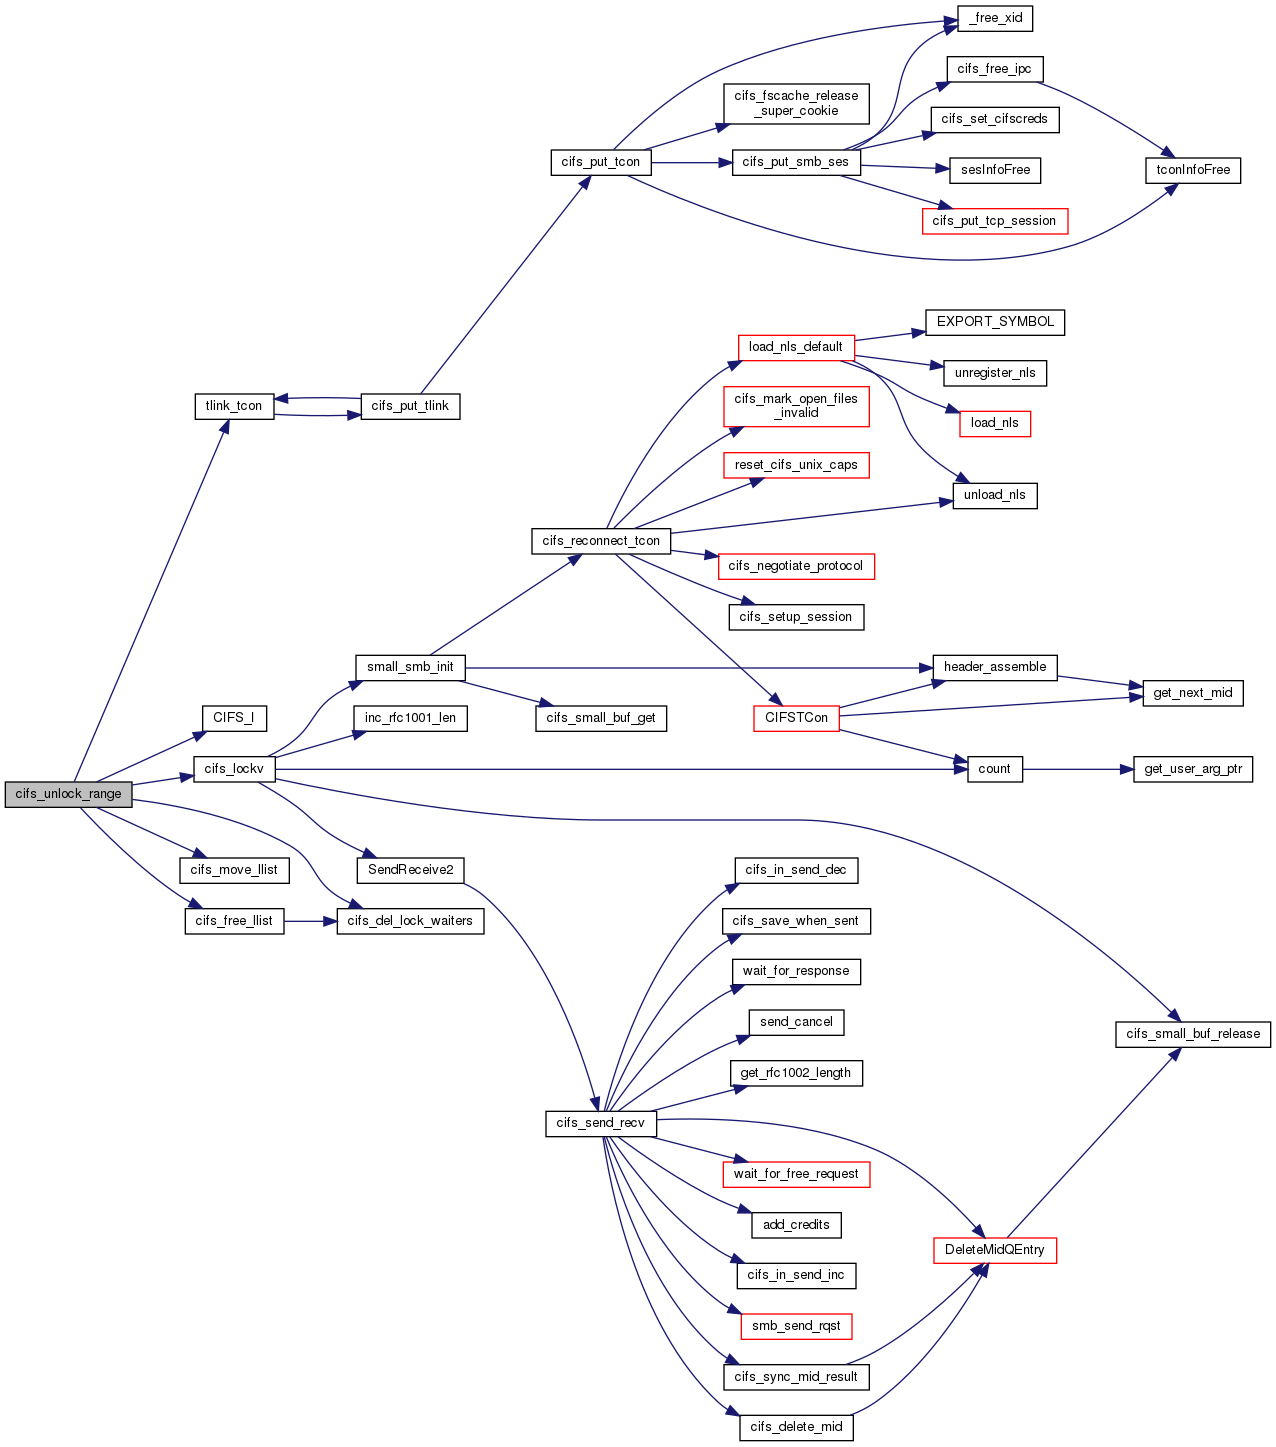 _free_xid
cifs_free_ipc
cifs_fscache_release
_super_cookie
cifs_set_cifscreds
cifs_put_tcon
cifs_put_smb_ses
sesInfoFree
tconInfoFree
cifs_put_tcp_session
EXPORT_SYMBOL
load_nls_default
unregister_nls
cifs_mark_open_files
_invalid
tlink_tcon
cifs_put_tlink
load_nls
reset_cifs_unix_caps
unload_nls
cifs_reconnect_tcon
cifs_negotiate_protocol
cifs_setup_session
small_smb_init
header_assemble
get_next_mid
CIFS_I
inc_rfc1001_len
cifs_small_buf_get
CIFSTCon
cifs_lockv
count
get_user_arg_ptr
cifs_unlock_range
cifs_move_llist
SendReceive2
cifs_in_send_dec
cifs_free_llist
cifs_del_lock_waiters
cifs_save_when_sent
wait_for_response
send_cancel
cifs_small_buf_release
get_rfc1002_length
cifs_send_recv
wait_for_free_request
add_credits
DeleteMidQEntry
cifs_in_send_inc
smb_send_rqst
cifs_sync_mid_result
cifs_delete_mid